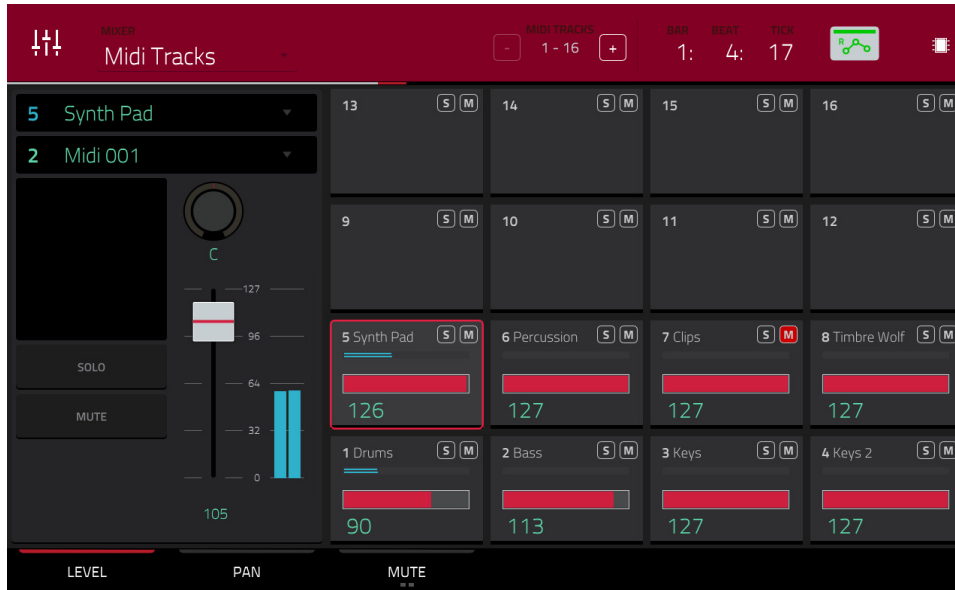 MIXER
Midi Tracks
MIDI TRACKS
- 1 - 16 +
BAR BEAT TICK
1: 4: 17
R
5 Synth Pad
2 Midi 001
C
127
96
64
32
0
105
SOLO
MUTE
13 S M
14 S M
15 S M
16 S M
9 S M
10 S M
11 S M
12 S M
5 Synth Pad S M
126
6 Percussion S M
127
7 Clips S M
127
8 Timbre Wolf S M
127
1 Drums S M
90
2 Bass S M
113
3 Keys S M
127
4 Keys 2 S M
127
LEVEL
PAN
MUTE